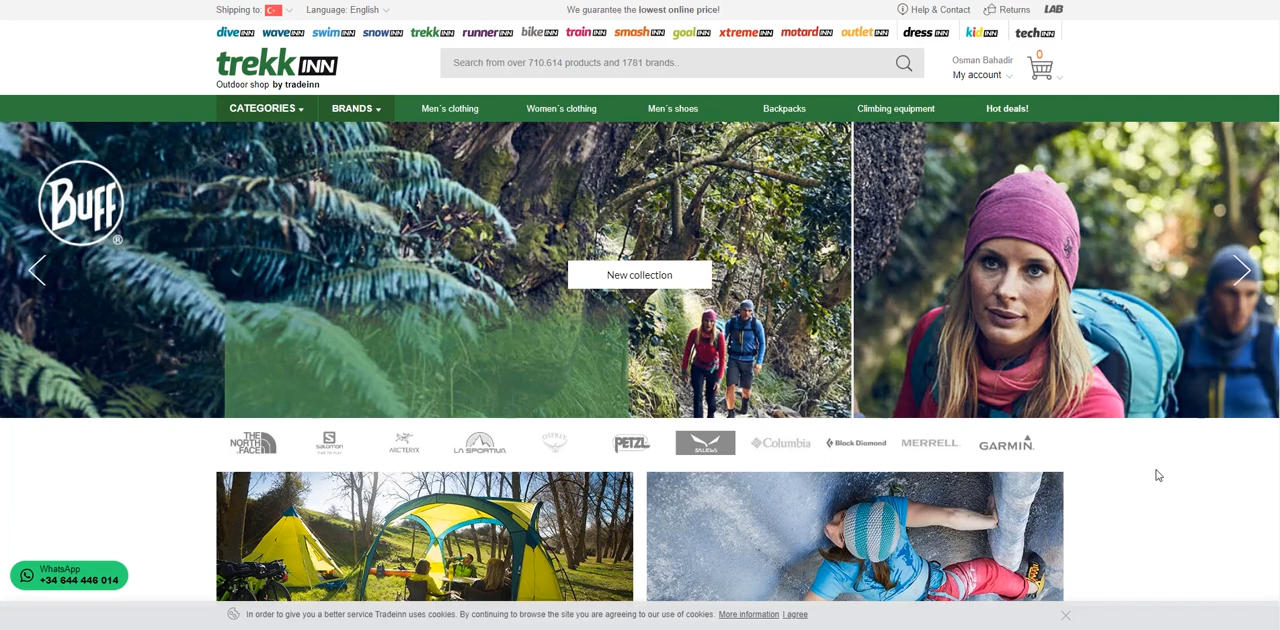 Shipping to: Language: English We guarantee the lowest online price! Help & Contact Returns LAB
diveINN waveINN swimINN snowINN trekkINN runnerINN bikeINN trainINN smashINN goalINN xtremeINN motardINN outletINN dressINN kidINN techINN
trekkINN
Outdoor shop by tradeinn
Search from over 710.614 products and 1781 brands..
Osman Bahadir
My account
0
CATEGORIES BRANDS Men´s clothing Women´s clothing Men´s shoes Backpacks Climbing equipment Hot deals!
BUFF ®
New collection
THE NORTH FACE SALOMON TIME TO PLAY ARC'TERYX LA SPORTIVA OSPREY PETZL SALEWA Columbia Black Diamond MERRELL GARMIN
WhatsApp
+34 644 446 014
In order to give you a better service Tradeinn uses cookies. By continuing to browse the site you are agreeing to our use of cookies. More information I agree